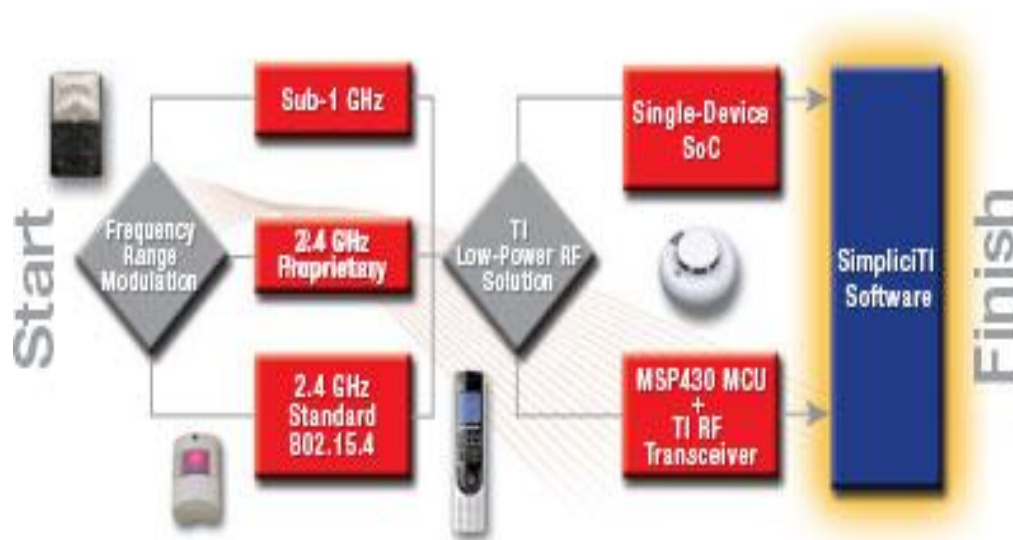 Start
Frequency
Range
Modulation
Sub-1 GHz
2.4 GHz
Proprietary
2.4 GHz
Standard
802.15.4
TI
Low-Power RF
Solution
Single-Device
SoC
MSP430 MCU
+
TI RF
Transceiver
SimpliciTI
Software
Finish